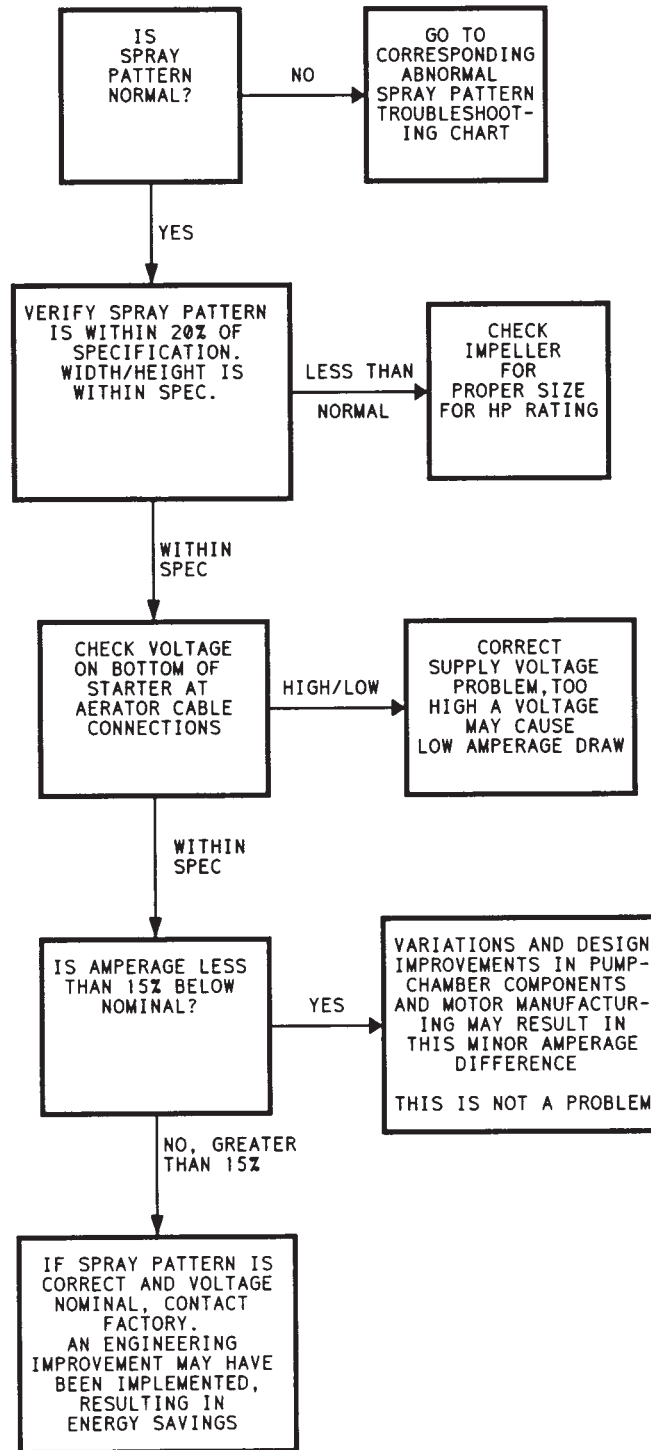 IS
SPRAY
PATTERN
NORMAL?
NO
GO TO
CORRESPONDING
ABNORMAL
SPRAY PATTERN
TROUBLESHOOT-
ING CHART
YES
VERIFY SPRAY PATTERN
IS WITHIN 20% OF
SPECIFICATION.
WIDTH/HEIGHT IS
WITHIN SPEC.
LESS THAN
NORMAL
CHECK
IMPELLER
FOR
PROPER SIZE
FOR HP RATING
WITHIN
SPEC
CHECK VOLTAGE
ON BOTTOM OF
STARTER AT
AERATOR CABLE
CONNECTIONS
HIGH/LOW
CORRECT
SUPPLY VOLTAGE
PROBLEM, TOO
HIGH A VOLTAGE
MAY CAUSE
LOW AMPERAGE DRAW
WITHIN
SPEC
IS AMPERAGE LESS
THAN 15% BELOW
NOMINAL?
YES
VARIATIONS AND DESIGN
IMPROVEMENTS IN PUMP-
CHAMBER COMPONENTS
AND MOTOR MANUFACTUR-
ING MAY RESULT IN
THIS MINOR AMPERAGE
DIFFERENCE
THIS IS NOT A PROBLEM
NO, GREATER
THAN 15%
IF SPRAY PATTERN IS
CORRECT AND VOLTAGE
NOMINAL, CONTACT
FACTORY.
AN ENGINEERING
IMPROVEMENT MAY HAVE
BEEN IMPLEMENTED,
RESULTING IN
ENERGY SAVINGS